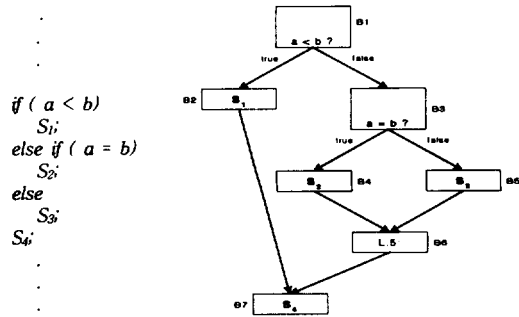 if ( a < b)
S1;
else if ( a = b)
S2;
else
S3;
S4;
B1
a < b ?
true
false
B2
S1
B3
a = b ?
true
false
S2
B4
S3
B5
L.5
B6
B7
S4